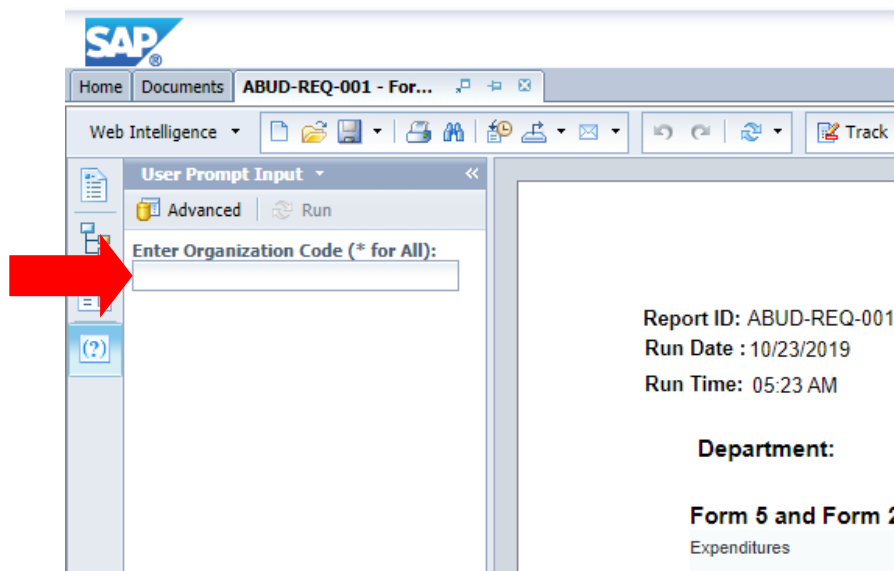 SAP®
Home Documents ABUD-REQ-001 - For...
Web Intelligence Track
User Prompt Input «
Advanced Run
Enter Organization Code (* for All):
(?)
Report ID: ABUD-REQ-001
Run Date : 10/23/2019
Run Time: 05:23 AM
Department:
Form 5 and Form 2
Expenditures